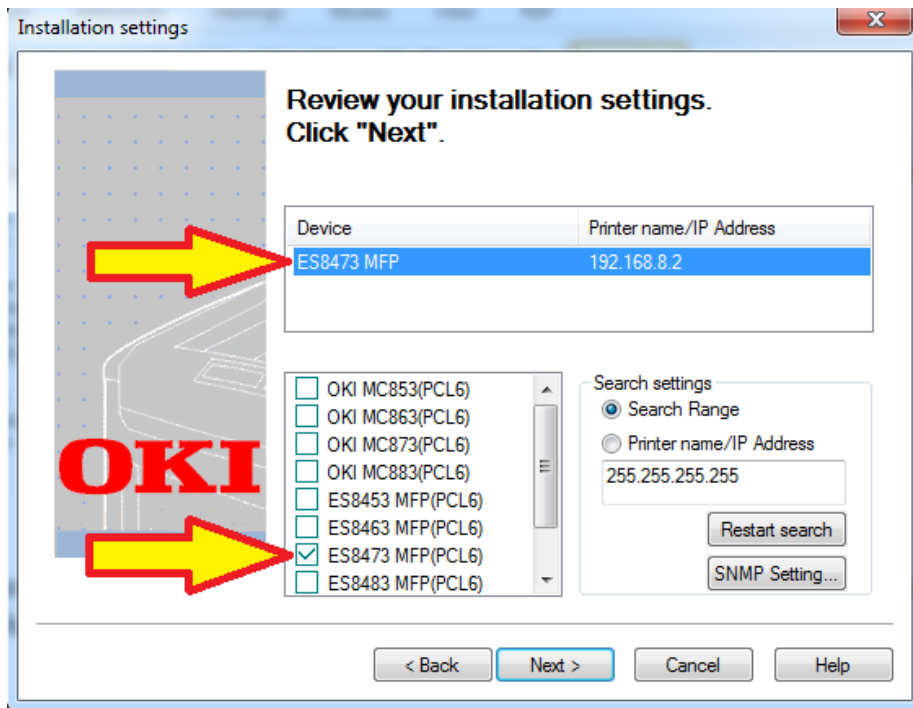 Installation settings
Review your installation settings.
Click "Next".
Device Printer name/IP Address
ES8473 MFP 192.168.8.2
OKI MC853(PCL6)
OKI MC863(PCL6)
OKI MC873(PCL6)
OKI MC883(PCL6)
ES8453 MFP(PCL6)
ES8463 MFP(PCL6)
ES8473 MFP(PCL6)
ES8483 MFP(PCL6)
Search settings
Search Range
Printer name/IP Address
255.255.255.255
Restart search
SNMP Setting...
OKI
< Back Next > Cancel Help